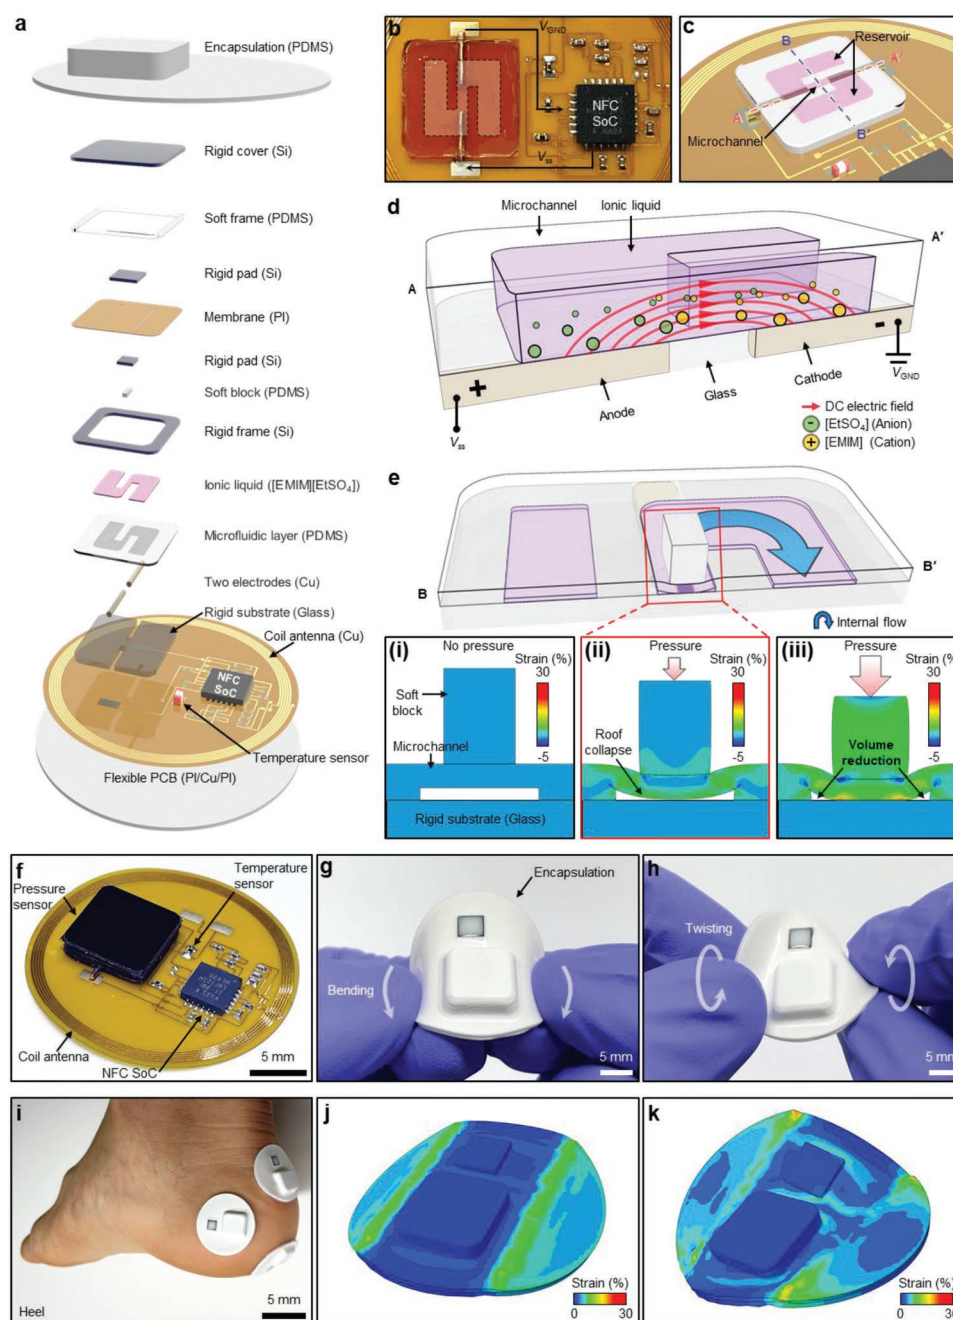 a
Encapsulation (PDMS)
Rigid cover (Si)
Soft frame (PDMS)
Rigid pad (Si)
Membrane (PI)
Rigid pad (Si)
Soft block (PDMS)
Rigid frame (Si)
Ionic liquid ([EMIM][EtSO₄])
Microfluidic layer (PDMS)
Two electrodes (Cu)
Rigid substrate (Glass)
Coil antenna (Cu)
NFC
SoC
Temperature sensor
Flexible PCB (PI/Cu/PI)
b
VGND
NFC
SoC
Vss
c
Reservoir
B
A′
A
B′
Microchannel
d
Microchannel
Ionic liquid
A′
A
+
-
VGND
Vss
Anode
Glass
Cathode
DC electric field
- [EtSO₄] (Anion)
+ [EMIM] (Cation)
e
B
B′
Internal flow
(i)
No pressure
Strain (%)
30
-5
Soft
block
Microchannel
Rigid substrate (Glass)
(ii)
Pressure
Strain (%)
30
-5
Roof
collapse
(iii)
Pressure
Strain (%)
30
-5
Volume
reduction
f
Temperature
sensor
Pressure
sensor
Coil antenna
NFC SoC
5 mm
g
Encapsulation
Bending
5 mm
h
Twisting
5 mm
i
Heel
5 mm
j
Strain (%)
0 30
k
Strain (%)
0 30